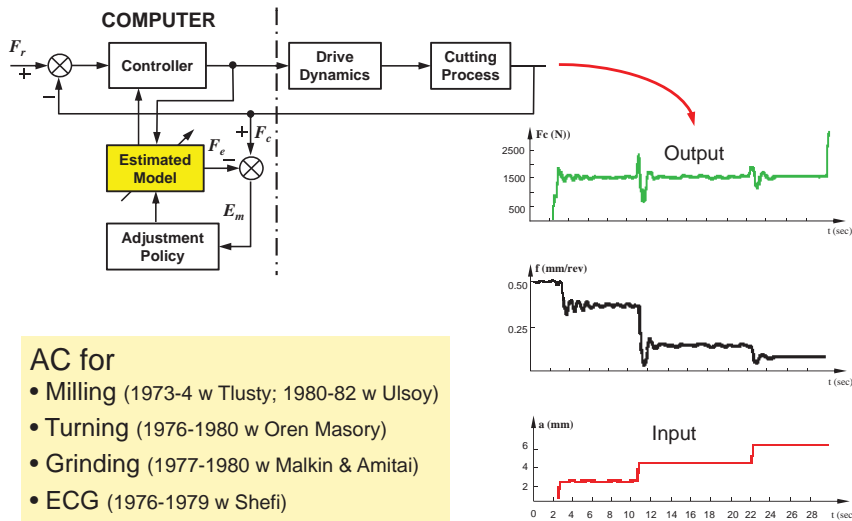 COMPUTER
Fr
+
−
Controller
Drive
Dynamics
Cutting
Process
Estimated
Model
Fe
−
+
Fc
Em
Adjustment
Policy
Fc (N))
Output
2500
1500
500
t (sec)
f (mm/rev)
0.50
0.25
t (sec)
a (mm)
Input
6
4
2
0 2 4 6 8 10 12 14 16 18 20 22 24 26 28
t (sec
AC for
• Milling (1973-4 w Tlusty; 1980-82 w Ulsoy)
• Turning (1976-1980 w Oren Masory)
• Grinding (1977-1980 w Malkin & Amitai)
• ECG (1976-1979 w Shefi)